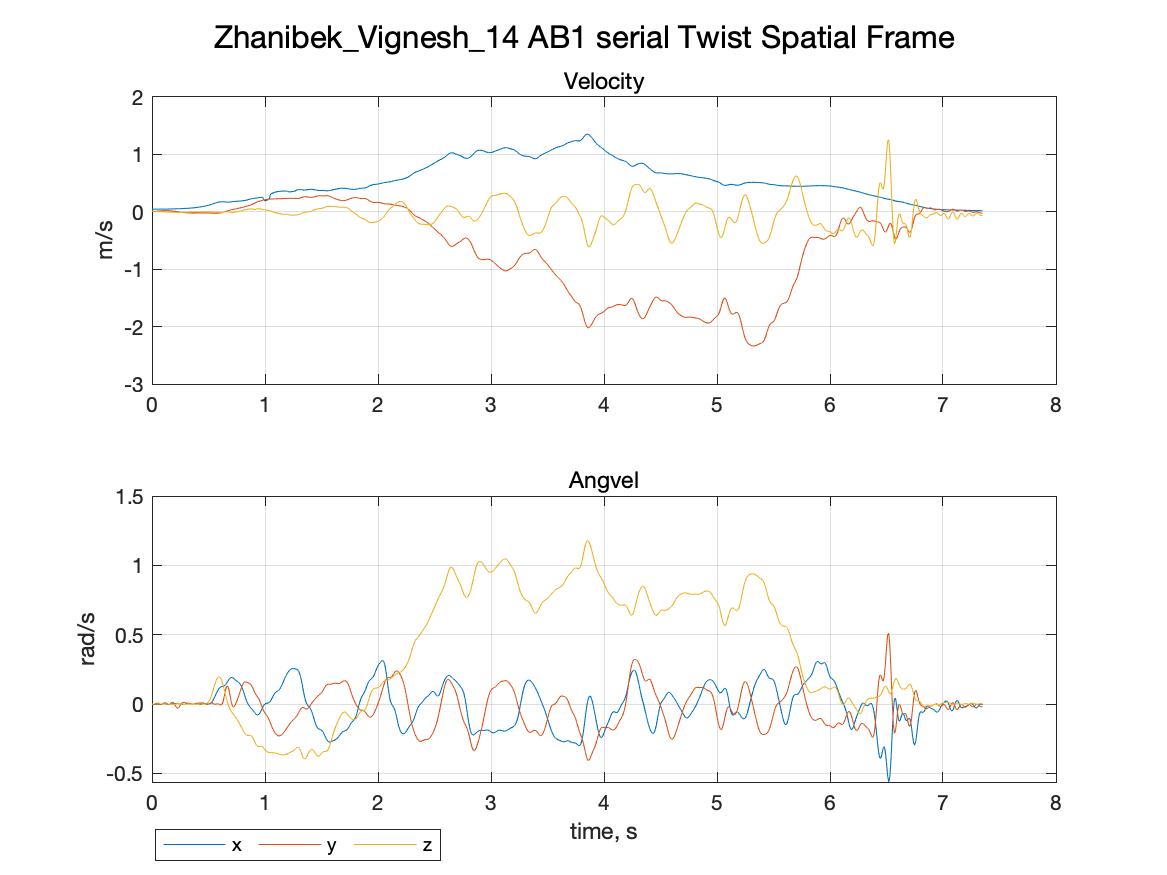 Zhanibek_Vignesh_14 AB1 serial Twist Spatial Frame
Velocity
2
1
0
-1
-2
-3
m/s
0 1 2 3 4 5 6 7 8
Angvel
1.5
1
0.5
0
-0.5
rad/s
0 1 2 3 4 5 6 7 8
time, s
x y z